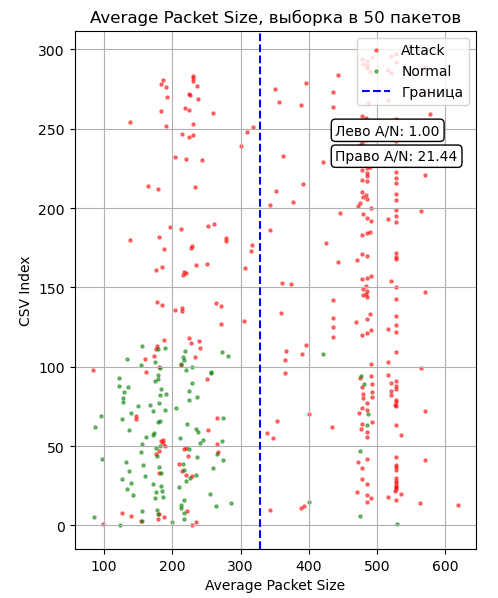 Average Packet Size, выборка в 50 пакетов
300
250
200
150
100
50
0
CSV Index
Attack
Normal
Граница
Лево A/N: 1.00
Право A/N: 21.44
100
200
300
400
500
600
Average Packet Size